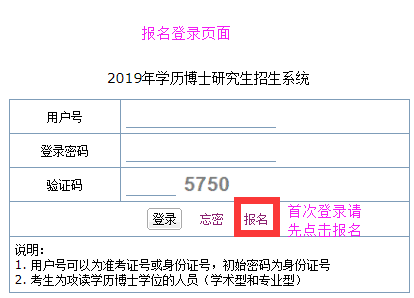 报名登录页面
2019年学历博士研究生招生系统
用户号
登录密码
验证码 5750
登录 忘密 报名 首次登录请
先点击报名
说明:
1. 用户号可以为准考证号或身份证号，初始密码为身份证号
2. 考生为攻读学历博士学位的人员（学术型和专业型）